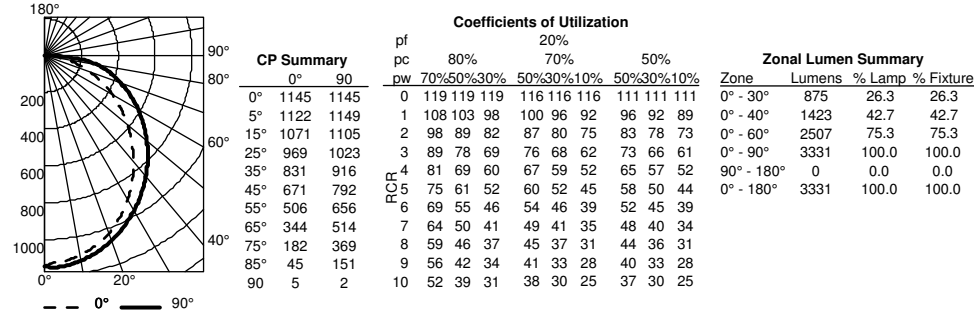 180°
90°
80°
200
400
60°
600
800
1000
40°
0° 20°
0° 90°
CP Summary
0° 90
0° 1145 1145
5° 1122 1149
15° 1071 1105
25° 969 1023
35° 831 916
45° 671 792
55° 506 656
65° 344 514
75° 182 369
85° 45 151
90 5 2
Coefficients of Utilization
pf 20%
pc 80% 70% 50%
pw 70%50%30% 50%30%10% 50%30%10%
RCR
0 119 119 119 116 116 116 111 111 111
1 108 103 98 100 96 92 96 92 89
2 98 89 82 87 80 75 83 78 73
3 89 78 69 76 68 62 73 66 61
4 81 69 60 67 59 52 65 57 52
5 75 61 52 60 52 45 58 50 44
6 69 55 46 54 46 39 52 45 39
7 64 50 41 49 41 35 48 40 34
8 59 46 37 45 37 31 44 36 31
9 56 42 34 41 33 28 40 33 28
10 52 39 31 38 30 25 37 30 25
Zonal Lumen Summary
Zone Lumens % Lamp % Fixture
0° - 30° 875 26.3 26.3
0° - 40° 1423 42.7 42.7
0° - 60° 2507 75.3 75.3
0° - 90° 3331 100.0 100.0
90° - 180° 0 0.0 0.0
0° - 180° 3331 100.0 100.0